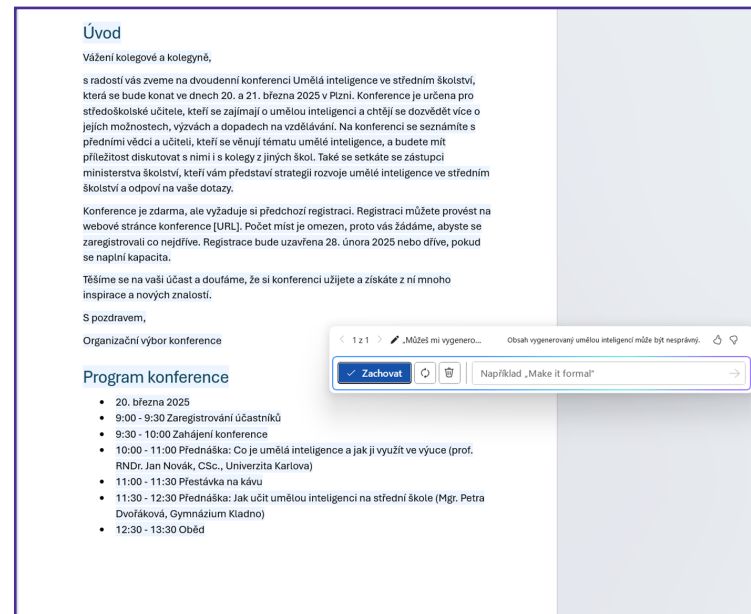 Úvod
Vážení kolegové a kolegyně,
s radostí vás zveme na dvoudenní konferenci Umělá inteligence ve středním školství,
která se bude konat ve dnech 20. a 21. března 2025 v Plzni. Konference je určena pro
středoškolské učitele, kteří se zajímají o umělou inteligenci a chtějí se dozvědět více o
jejích možnostech, výzvách a dopadech na vzdělávání. Na konferenci se seznámíte s
předními vědci a učiteli, kteří se věnují tématu umělé inteligence, a budete mít
příležitost diskutovat s nimi i s kolegy z jiných škol. Také se setkáte se zástupci
ministerstva školství, kteří vám představí strategii rozvoje umělé inteligence ve středním
školství a odpoví na vaše dotazy.
Konference je zdarma, ale vyžaduje si předchozí registraci. Registraci můžete provést na
webové stránce konference [URL]. Počet míst je omezen, proto vás žádáme, abyste se
zaregistrovali co nejdříve. Registrace bude uzavřena 28. února 2025 nebo dříve, pokud
se naplní kapacita.
Těšíme se na vaši účast a doufáme, že si konferenci užijete a získáte z ní mnoho
inspirace a nových znalostí.
S pozdravem,
Organizační výbor konference
1 z 1 „Můžeš mi vygenero... Obsah vygenerovaný umělou inteligencí může být nesprávný.
Zachovat Například „Make it formal"
Program konference
20. března 2025
9:00 - 9:30 Zaregistrování účastníků
9:30 - 10:00 Zahájení konference
10:00 - 11:00 Přednáška: Co je umělá inteligence a jak ji využít ve výuce (prof.
RNDr. Jan Novák, CSc., Univerzita Karlova)
11:00 - 11:30 Přestávka na kávu
11:30 - 12:30 Přednáška: Jak učit umělou inteligenci na střední škole (Mgr. Petra
Dvořáková, Gymnázium Kladno)
12:30 - 13:30 Oběd